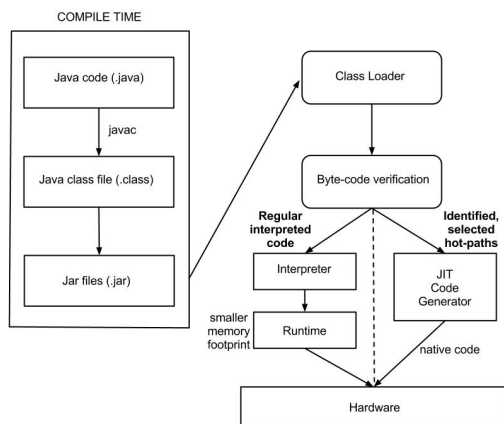 COMPILE TIME
Java code (.java)
javac
Java class file (.class)
Jar files (.jar)
Class Loader
Byte-code verification
Regular
interpreted
code
Identified,
selected
hot-paths
Interpreter
JIT
Code
Generator
smaller
memory
footprint
Runtime
native code
Hardware